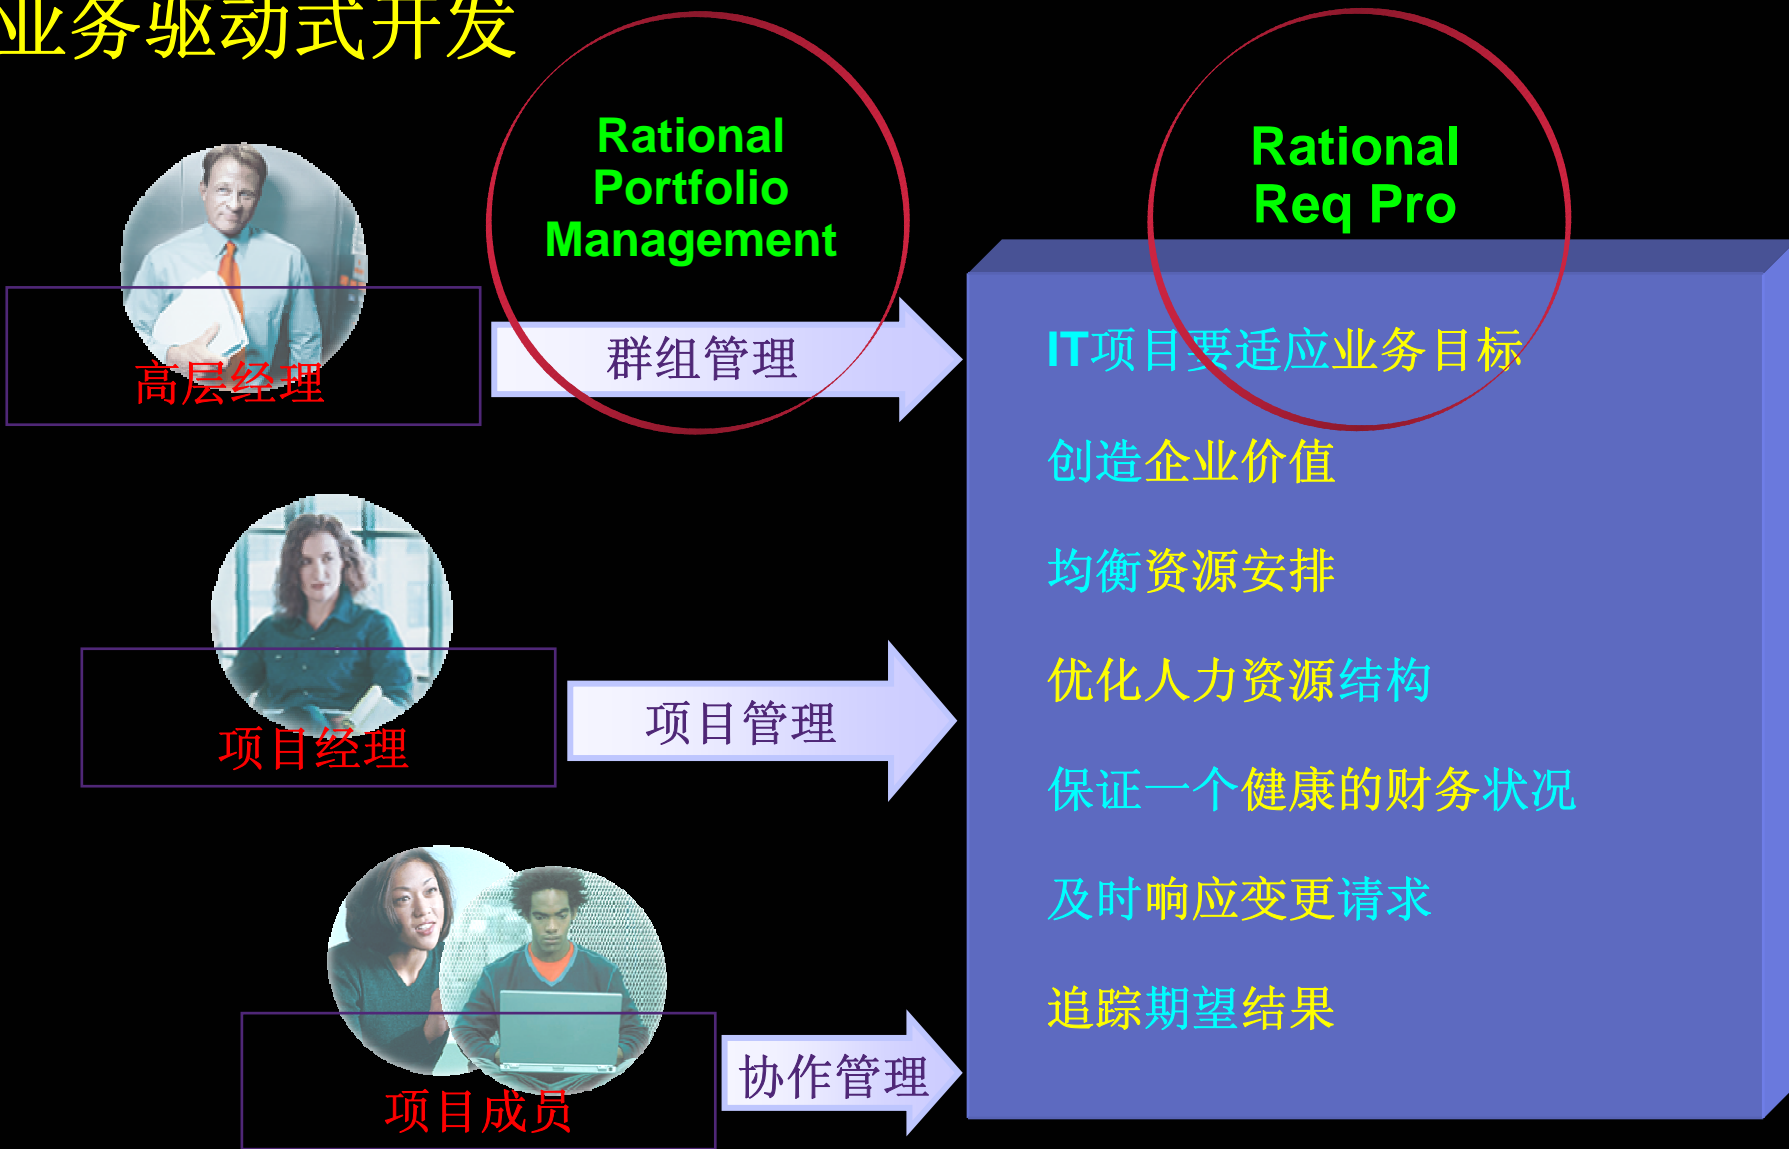 业务驱动式开发
Rational
Portfolio
Management
Rational
Req Pro
高层经理
群组管理
项目经理
项目管理
项目成员
协作管理
IT项目要适应业务目标
创造企业价值
均衡资源安排
优化人力资源结构
保证一个健康的财务状况
及时响应变更请求
追踪期望结果